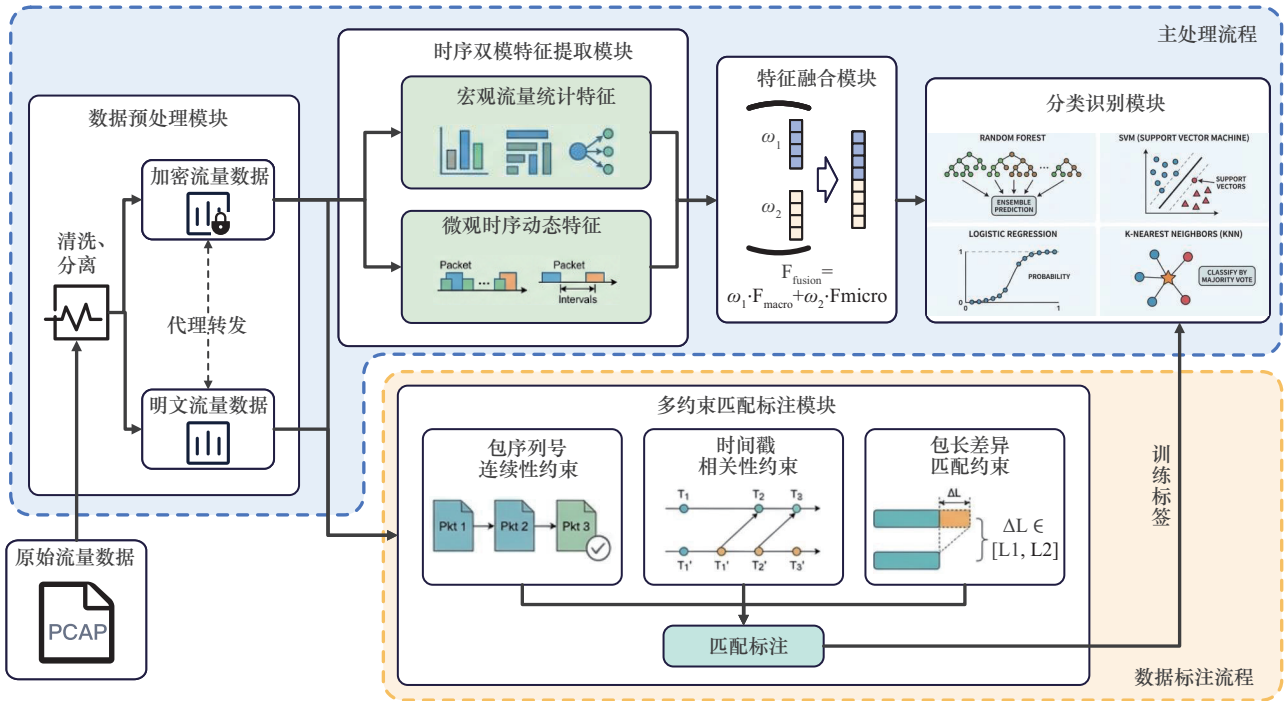 主处理流程
数据预处理模块
加密流量数据
清洗、
分离
代理转发
明文流量数据
原始流量数据
PCAP
时序双模特征提取模块
宏观流量统计特征
微观时序动态特征
Packet
...
Packet
Intervals
特征融合模块
ω1
ω2
Ffusion=
ω1·Fmacro+ω2·Fmicro
分类识别模块
RANDOM FOREST
...
ENSEMBLE
PREDICTION
SVM (SUPPORT VECTOR MACHINE)
SUPPORT
VECTORS
LOGISTIC REGRESSION
1
PROBABILITY
0
0
1
K-NEAREST NEIGHBORS (KNN)
CLASSIFY BY
MAJORITY VOTE
多约束匹配标注模块
包序列号
连续性约束
Pkt 1
Pkt 2
Pkt 3
时间戳
相关性约束
T1
T2
T3
T1'
T1'
T2'
T3'
包长差异
匹配约束
ΔL
ΔL ∈
[L1, L2]
匹配标注
训练标签
数据标注流程